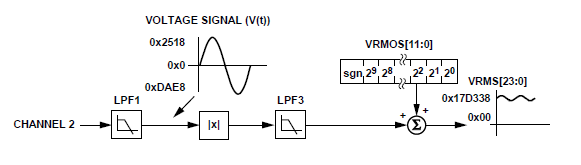 VOLTAGE SIGNAL (V(t))
0x2518
0x0
0xDAE8
VRMOS[11:0]
sgn 2⁹ 2⁸ 2² 2¹ 2⁰
VRMS[23:0]
0x17D338
0x00
LPF1
LPF3
CHANNEL 2
|x|
+ +
Σ